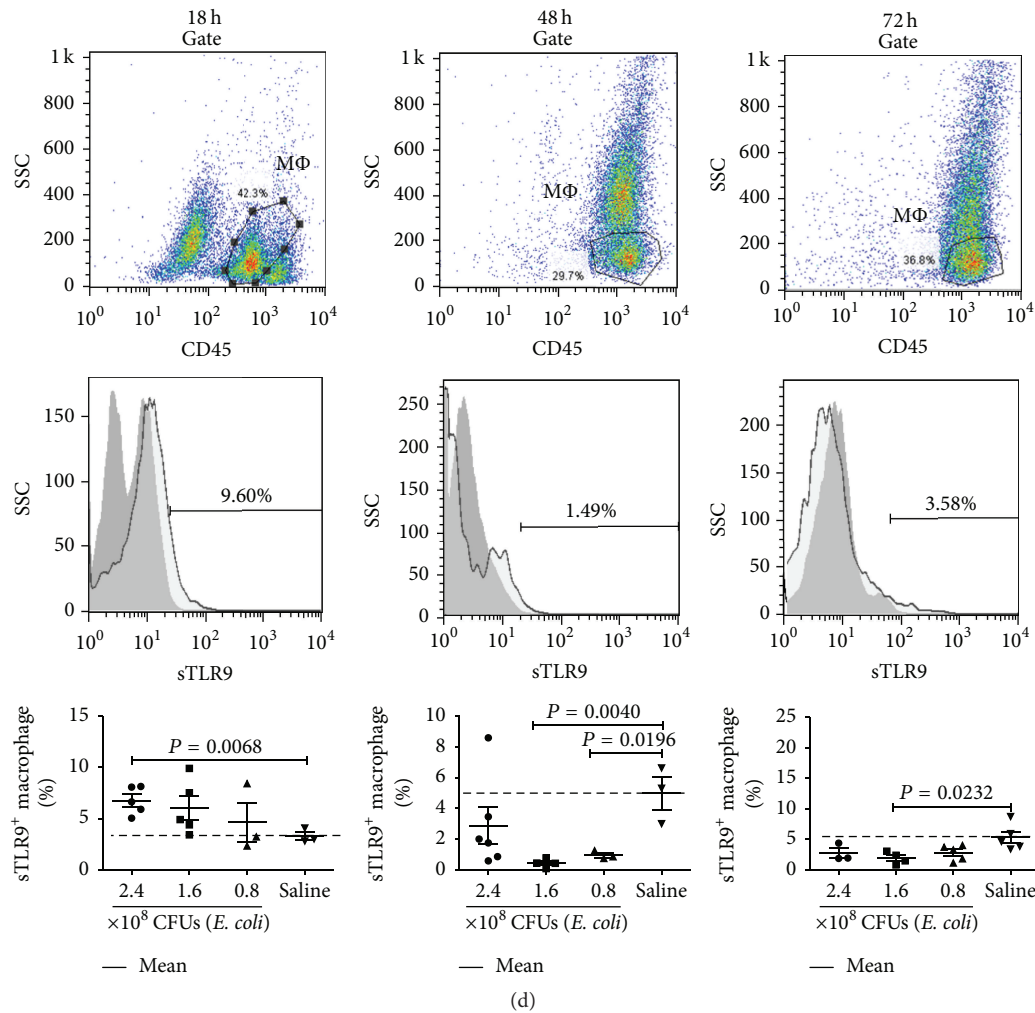 18 h
Gate
48 h
Gate
72 h
Gate
SSC
1 k
800
600
400
200
0
MΦ
42.3%
10^0 10^1 10^2 10^3 10^4
CD45
SSC
1 k
800
600
400
200
0
MΦ
29.7%
10^0 10^1 10^2 10^3 10^4
CD45
SSC
1 k
800
600
400
200
0
MΦ
36.8%
10^0 10^1 10^2 10^3 10^4
CD45
SSC
150
100
50
0
9.60%
10^0 10^1 10^2 10^3 10^4
sTLR9
SSC
250
200
150
100
50
0
1.49%
10^0 10^1 10^2 10^3 10^4
sTLR9
SSC
200
150
100
50
0
3.58%
10^0 10^1 10^2 10^3 10^4
sTLR9
sTLR9+ macrophage
(%)
15
10
5
0
P = 0.0068
2.4 1.6 0.8 Saline
×10^8 CFUs (E. coli)
Mean
sTLR9+ macrophage
(%)
10
8
6
4
2
0
P = 0.0040
P = 0.0196
2.4 1.6 0.8 Saline
×10^8 CFUs (E. coli)
Mean
sTLR9+ macrophage
(%)
25
20
15
10
5
0
P = 0.0232
2.4 1.6 0.8 Saline
×10^8 CFUs (E. coli)
Mean
(d)